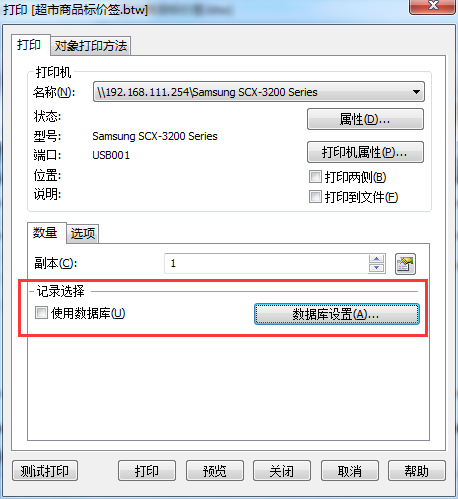 打印 [超市商品标价签.btw]
打印 对象打印方法
打印机
名称(N): \\192.168.111.254\Samsung SCX-3200 Series
状态: 属性(D)...
型号: Samsung SCX-3200 Series
端口: USB001 打印机属性(P)...
位置: 打印两侧(B)
说明: 打印到文件(F)
数量 选项
副本(C): 1
记录选择
使用数据库(U) 数据库设置(A)...
测试打印 打印 预览 关闭 取消 帮助